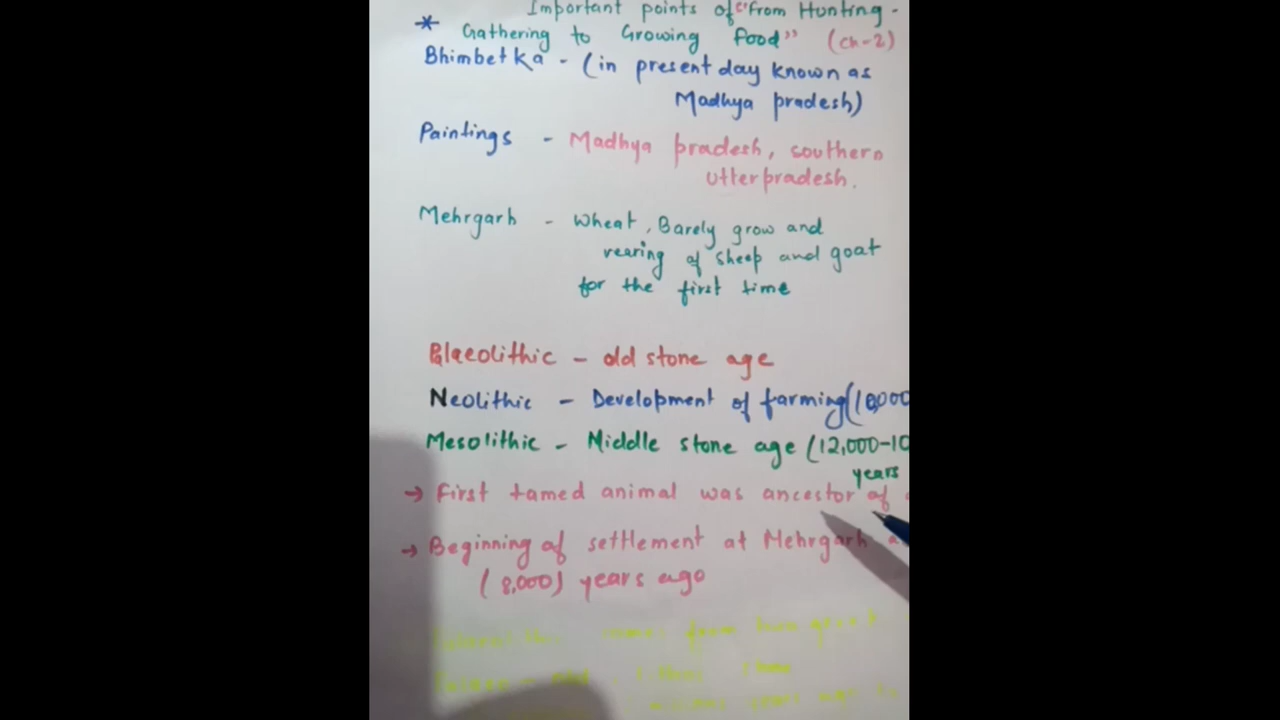 Important points of "From Hunting -
* Gathering to Growing Food" (ch-2)
Bhimbetka - (in present day known as
Madhya pradesh)
Paintings - Madhya pradesh, southern
Utterpradesh.
Mehrgarh - Wheat, Barely grow and
rearing of sheep and goat
for the first time
Plaeolithic - old stone age
Neolithic - Development of farming (10,000
Mesolithic - Middle stone age (12,000-10
years
→ First tamed animal was ancestor of
→ Beginning of settlement at Mehrgarh
(8,000) years ago
from two